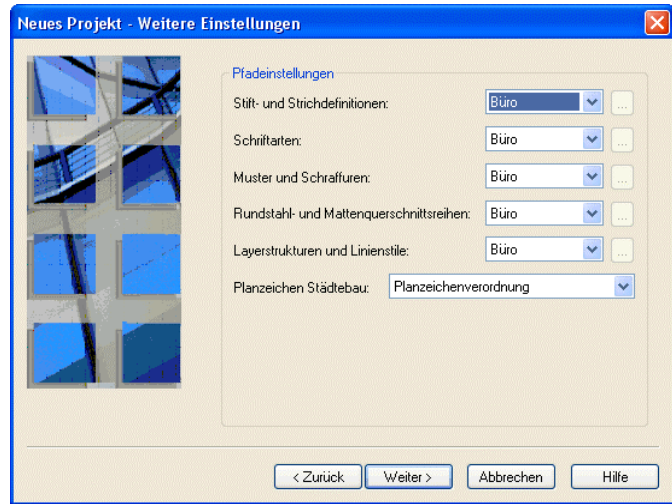 Neues Projekt - Weitere Einstellungen
Pfadeinstellungen
Stift- und Strichdefinitionen: Büro ...
Schriftarten: Büro ...
Muster und Schraffuren: Büro ...
Rundstahl- und Mattenquerschnittsreihen: Büro ...
Layerstrukturen und Linienstile: Büro ...
Planzeichen Städtebau: Planzeichenverordnung
< Zurück Weiter > Abbrechen Hilfe